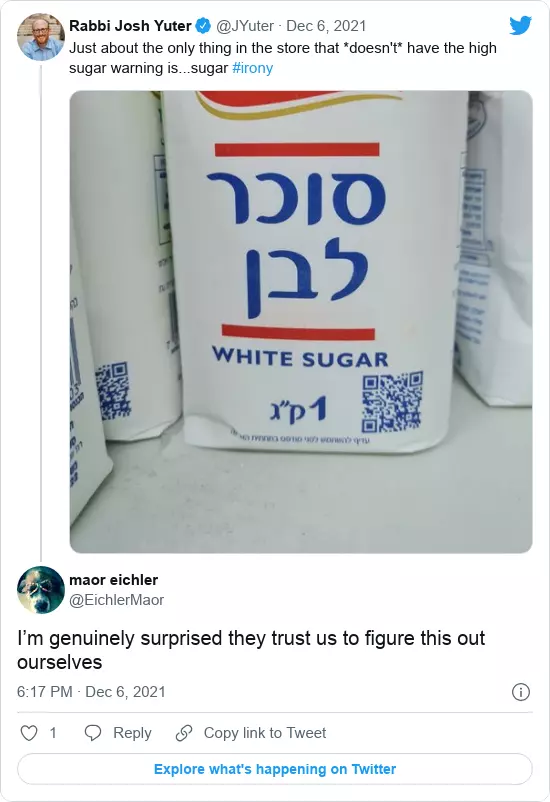 Rabbi Josh Yuter @JYuter · Dec 6, 2021
Just about the only thing in the store that *doesn't* have the high
sugar warning is...sugar #irony
סוכר
לבן
WHITE SUGAR
1 ק"ג
maor eichler
@EichlerMaor
I'm genuinely surprised they trust us to figure this out
ourselves
6:17 PM · Dec 6, 2021
1 Reply Copy link to Tweet
Explore what's happening on Twitter